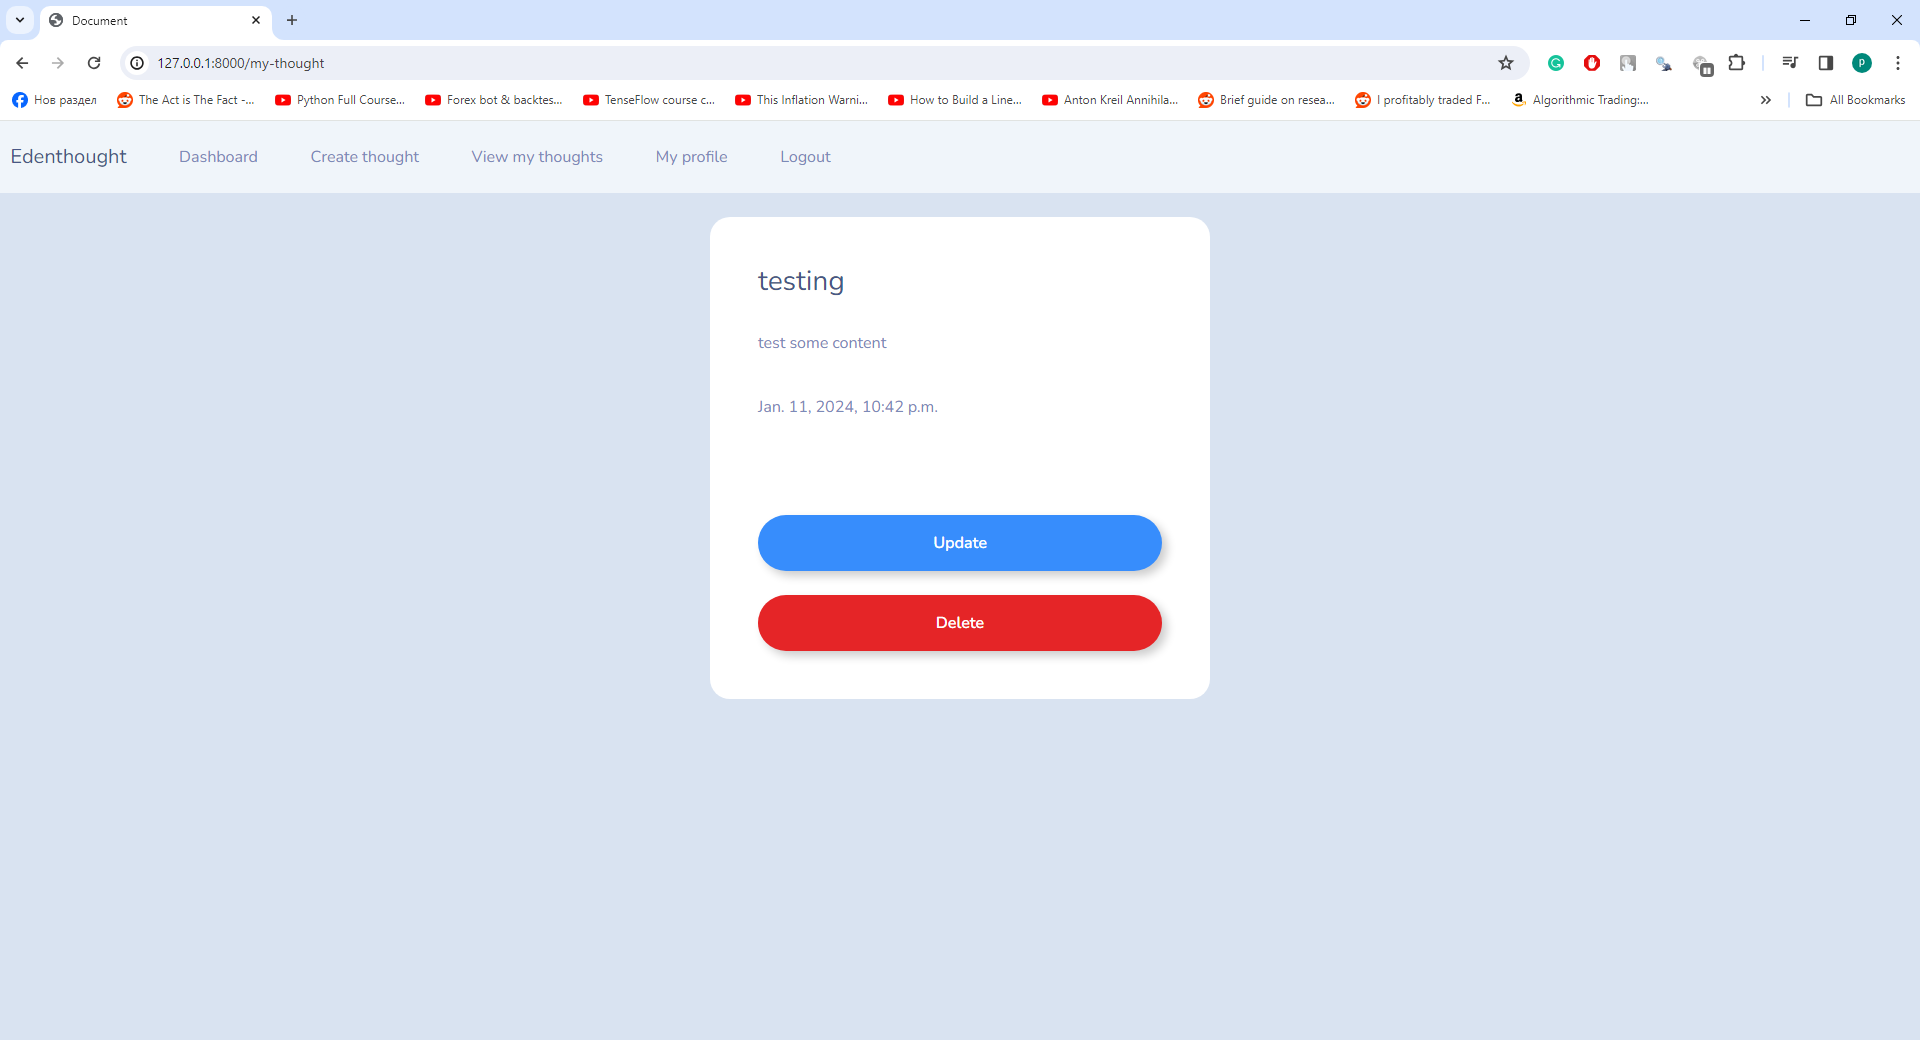 Document
127.0.0.1:8000/my-thought
Нов раздел The Act is The Fact -... Python Full Course... Forex bot & backtes... TenseFlow course c... This Inflation Warni... How to Build a Line... Anton Kreil Annihila... Brief guide on resea... I profitably traded F... Algorithmic Trading:... All Bookmarks
Edenthought Dashboard Create thought View my thoughts My profile Logout
testing
test some content
Jan. 11, 2024, 10:42 p.m.
Update
Delete